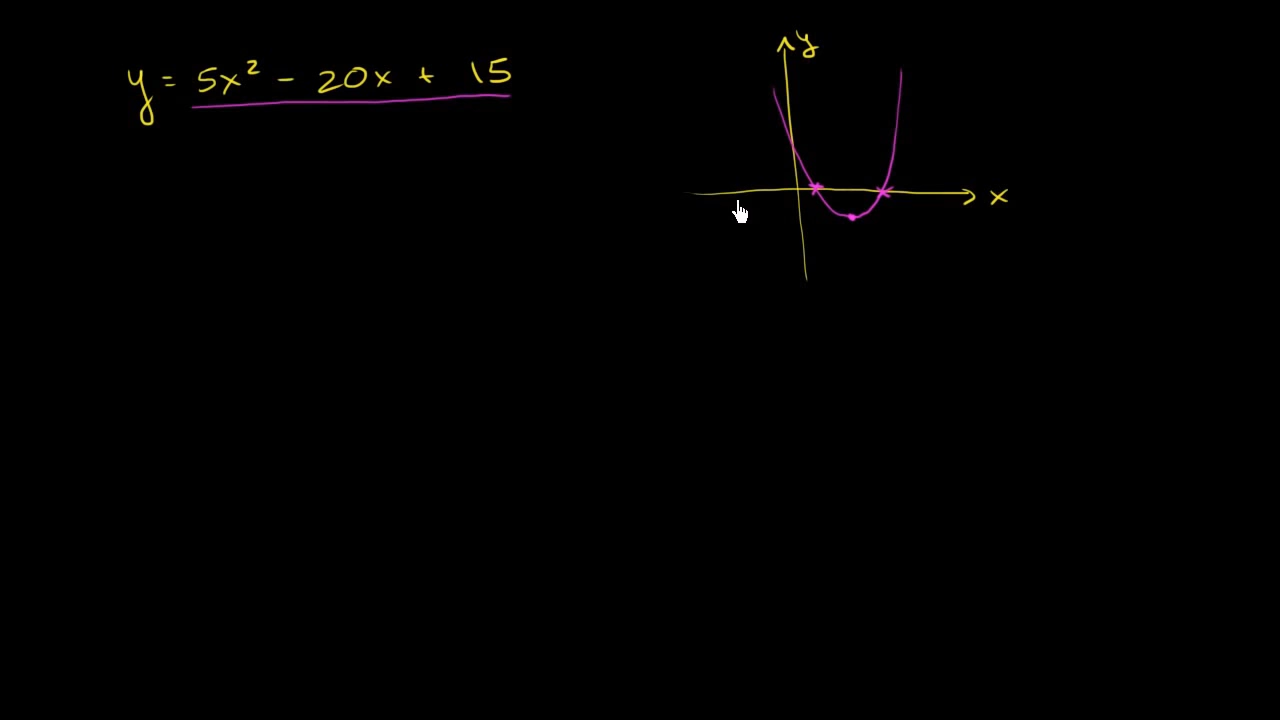 y = 5x² - 20x + 15
y
x